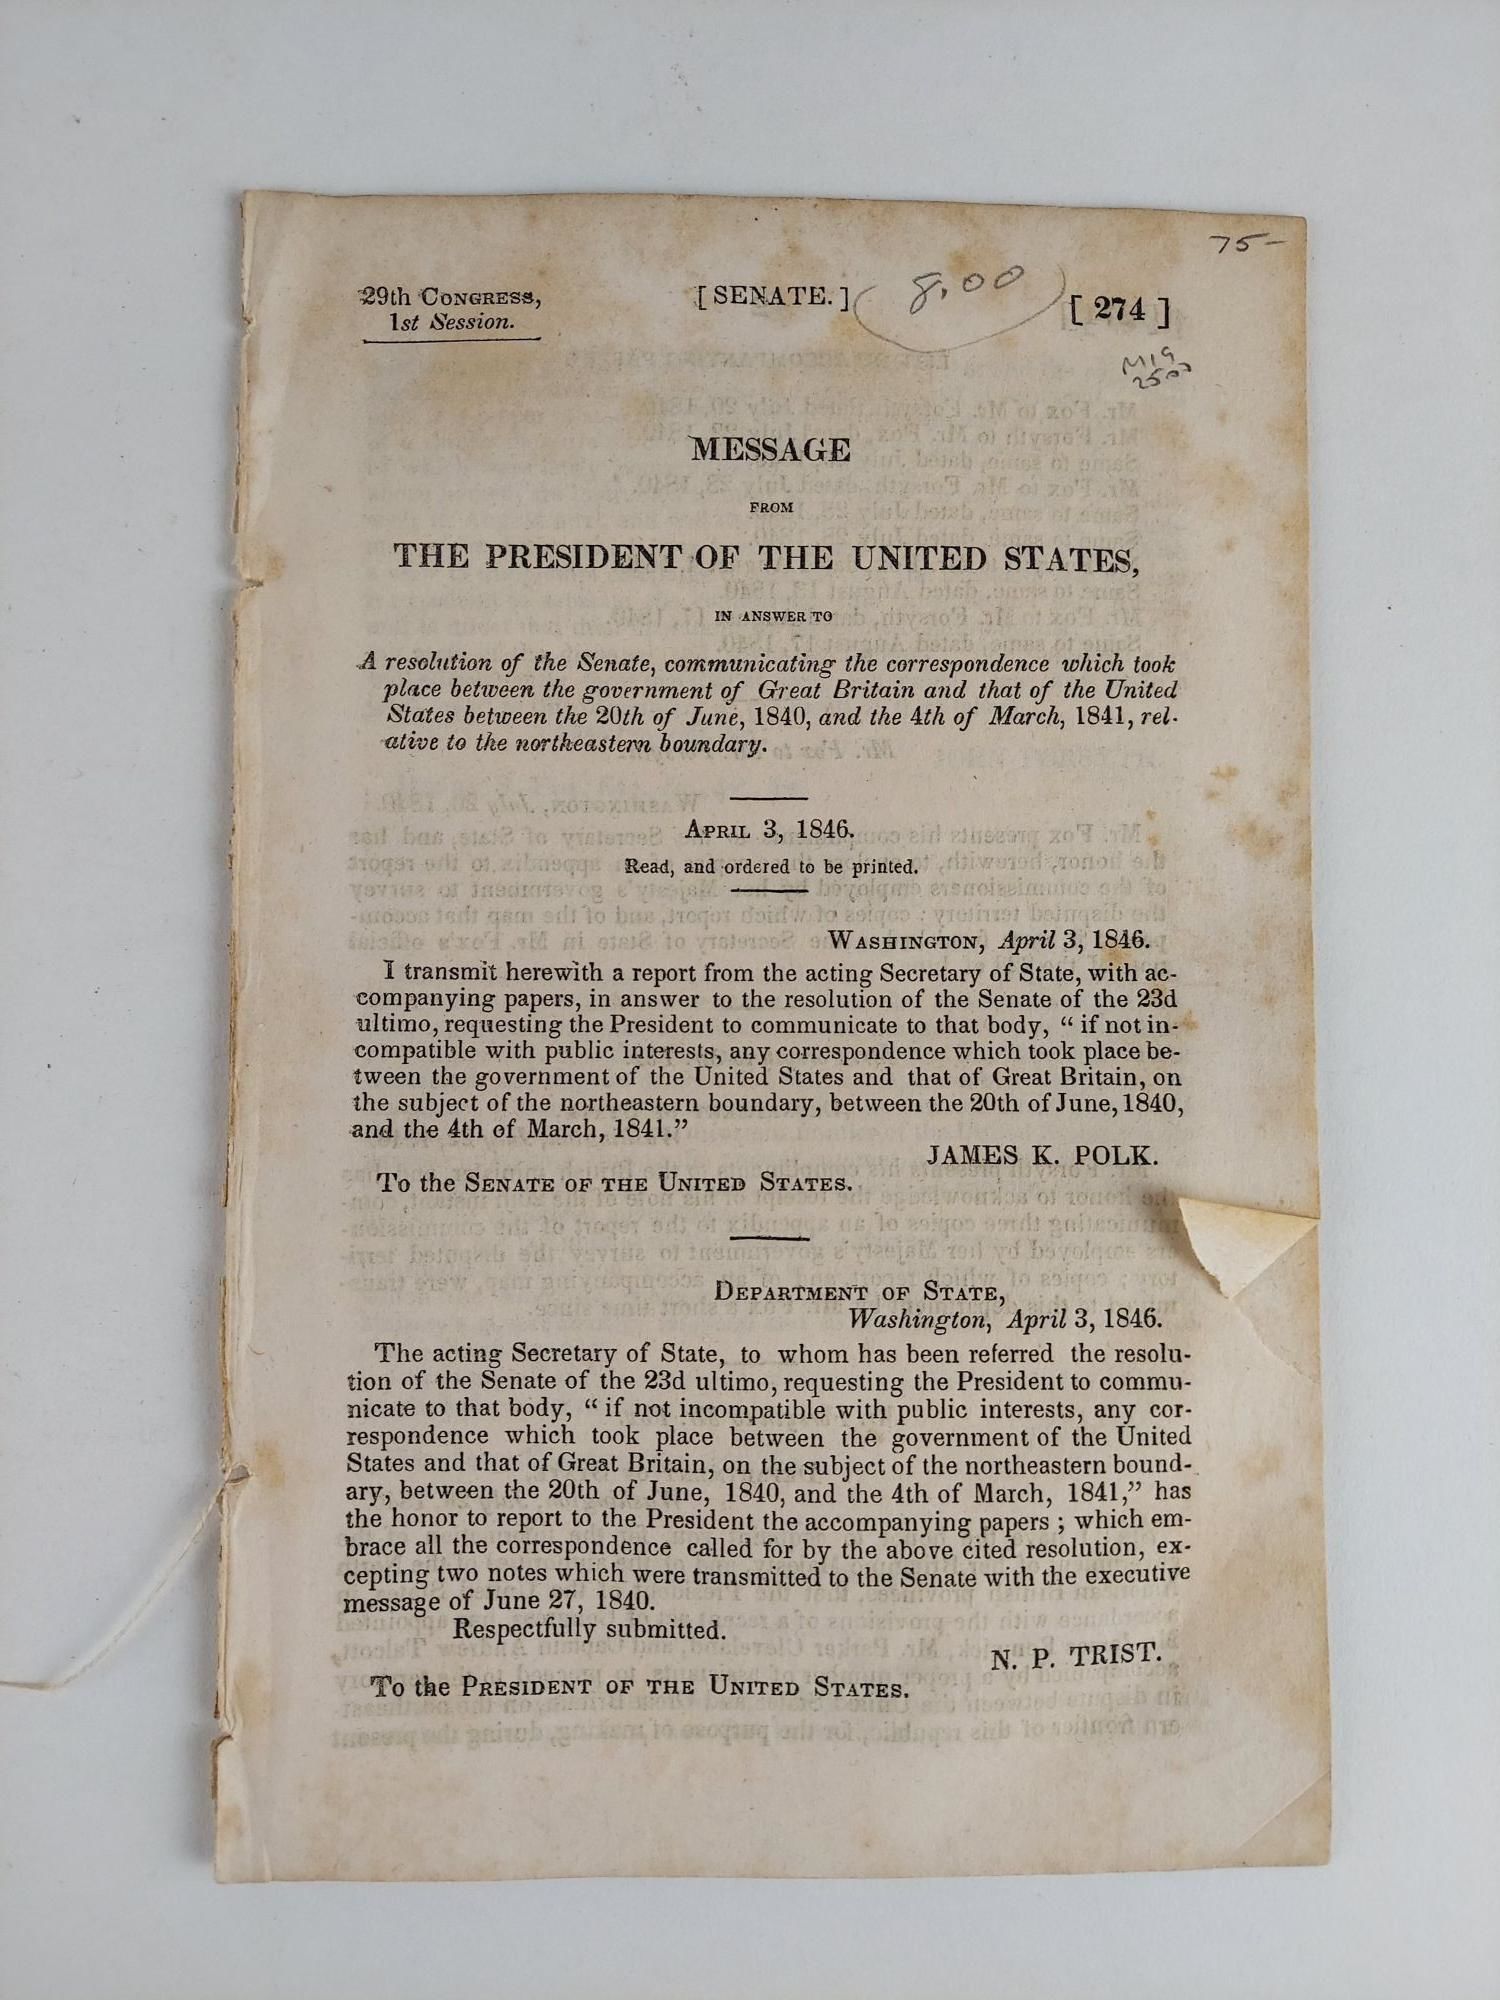 75-
29th CONGRESS,
1st Session.
[ SENATE. ]
8.00
[ 274 ]
MESSAGE
FROM
THE PRESIDENT OF THE UNITED STATES,
IN ANSWER TO
A resolution of the Senate, communicating the correspondence which took
place between the government of Great Britain and that of the United
States between the 20th of June, 1840, and the 4th of March, 1841, rel-
ative to the northeastern boundary.
APRIL 3, 1846.
Read, and ordered to be printed.
WASHINGTON, April 3, 1846.
I transmit herewith a report from the acting Secretary of State, with ac-
companying papers, in answer to the resolution of the Senate of the 23d
ultimo, requesting the President to communicate to that body, “ if not in-
compatible with public interests, any correspondence which took place be-
tween the government of the United States and that of Great Britain, on
the subject of the northeastern boundary, between the 20th of June, 1840,
and the 4th of March, 1841.”
JAMES K. POLK.
To the SENATE OF THE UNITED STATES.
DEPARTMENT OF STATE,
Washington, April 3, 1846.
The acting Secretary of State, to whom has been referred the resolu-
tion of the Senate of the 23d ultimo, requesting the President to commu-
nicate to that body, “ if not incompatible with public interests, any cor-
respondence which took place between the government of the United
States and that of Great Britain, on the subject of the northeastern bound-
ary, between the 20th of June, 1840, and the 4th of March, 1841,” has
the honor to report to the President the accompanying papers ; which em-
brace all the correspondence called for by the above cited resolution, ex-
cepting two notes which were transmitted to the Senate with the executive
message of June 27, 1840.
Respectfully submitted.
N. P. TRIST.
To the PRESIDENT OF THE UNITED STATES.